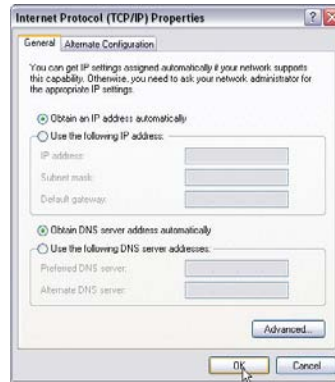 Internet Protocol (TCP/IP) Properties
General
Alternate Configuration
You can get IP settings assigned automatically if your network supports
this capability. Otherwise, you need to ask your network administrator for
the appropriate IP settings.
Obtain an IP address automatically
Use the following IP address:
IP address:
Subnet mask:
Default gateway:
Obtain DNS server address automatically
Use the following DNS server addresses:
Preferred DNS server:
Alternate DNS server:
Advanced...
OK
Cancel